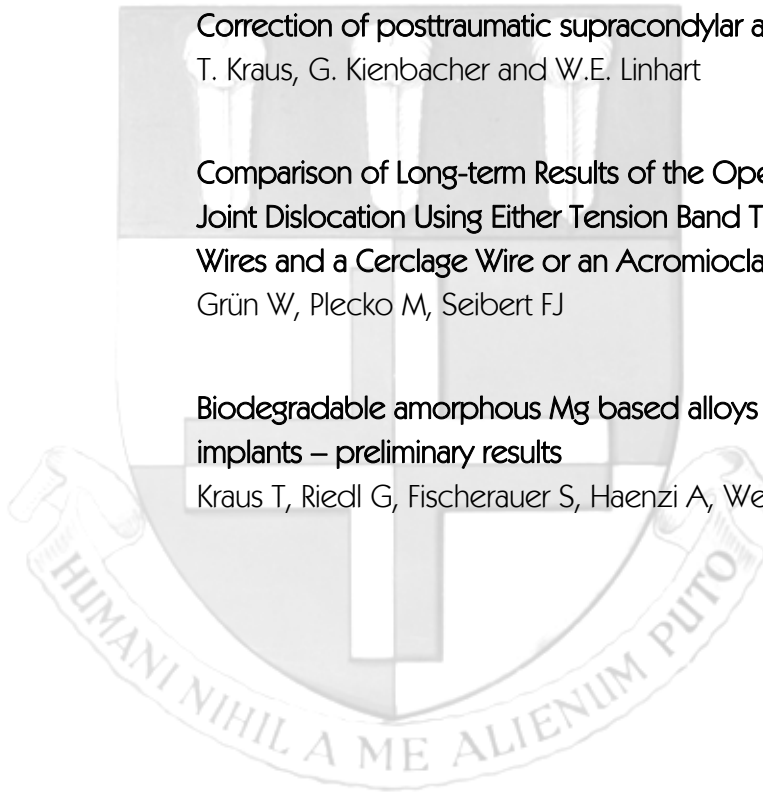 Correction of posttraumatic supracondylar a
T. Kraus, G. Kienbacher and W.E. Linhart
Comparison of Long-term Results of the Ope
Joint Dislocation Using Either Tension Band T
Wires and a Cerclage Wire or an Acromiocla
Grün W, Plecko M, Seibert FJ
Biodegradable amorphous Mg based alloys
implants – preliminary results
Kraus T, Riedl G, Fischerauer S, Haenzi A, We
HUMANI NIHIL A ME ALIENUM PUTO